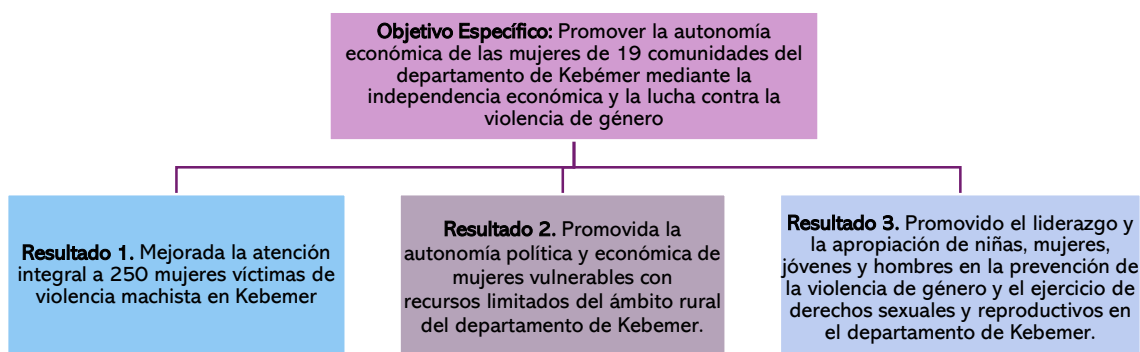 Objetivo Específico: Promover la autonomía
económica de las mujeres de 19 comunidades del
departamento de Kebémer mediante la
independencia económica y la lucha contra la
violencia de género
Resultado 1. Mejorada la atención
integral a 250 mujeres víctimas de
violencia machista en Kebemer
Resultado 2. Promovida la
autonomía política y económica de
mujeres vulnerables con
recursos limitados del ámbito rural
del departamento de Kebemer.
Resultado 3. Promovido el liderazgo y
la apropiación de niñas, mujeres,
jóvenes y hombres en la prevención de
la violencia de género y el ejercicio de
derechos sexuales y reproductivos en
el departamento de Kebemer.